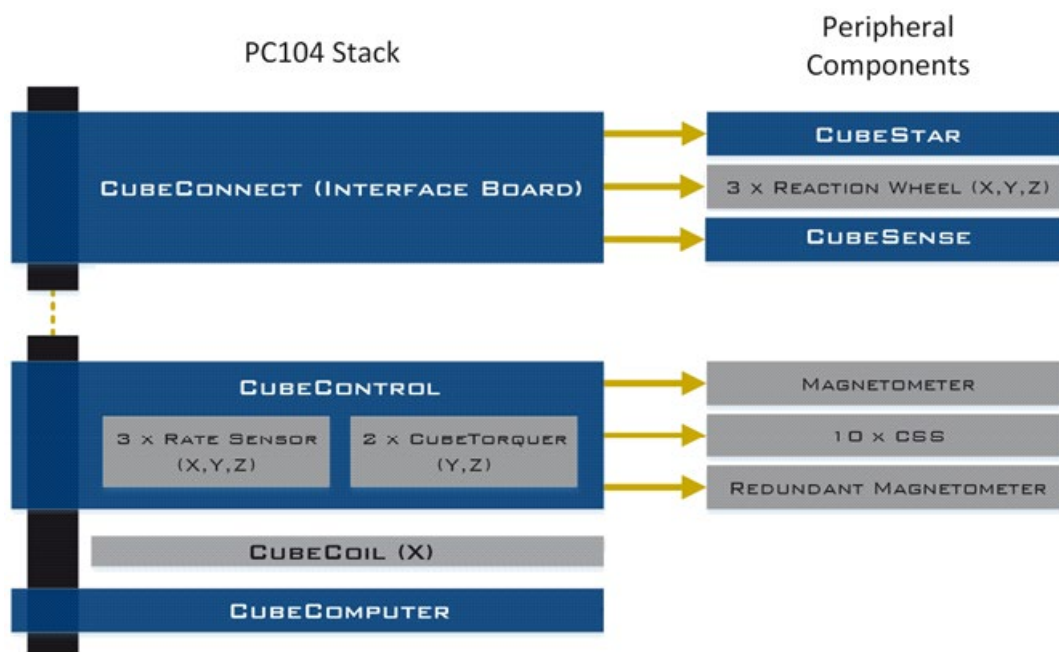 PC104 Stack
Peripheral
Components
CubeConnect (Interface Board)
CubeStar
3 x Reaction Wheel (X,Y,Z)
CubeSense
CubeControl
3 x Rate Sensor
(X,Y,Z)
2 x CubeTorquer
(Y,Z)
Magnetometer
10 x CSS
Redundant Magnetometer
CubeCoil (X)
CubeComputer